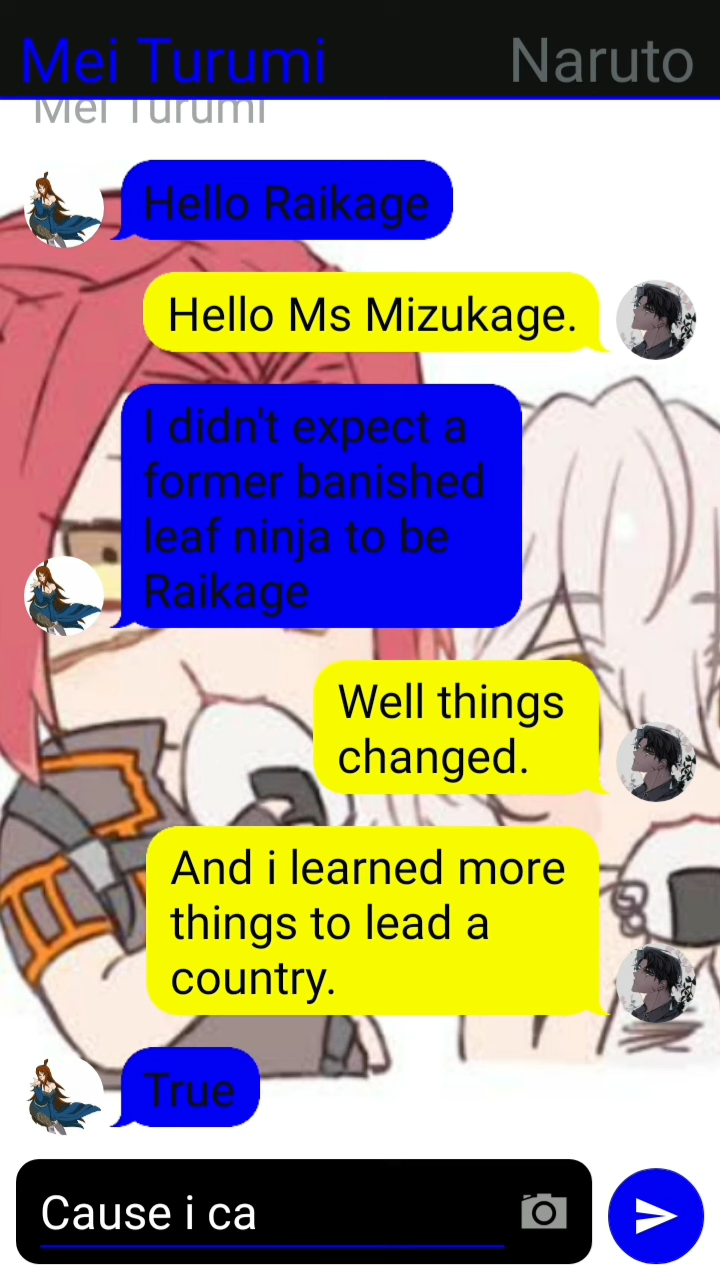 Mei Turumi Naruto
Mei Turumi
Hello Raikage
Hello Ms Mizukage.
I didn't expect a
former banished
leaf ninja to be
Raikage
Well things
changed.
And i learned more
things to lead a
country.
True
Cause i ca